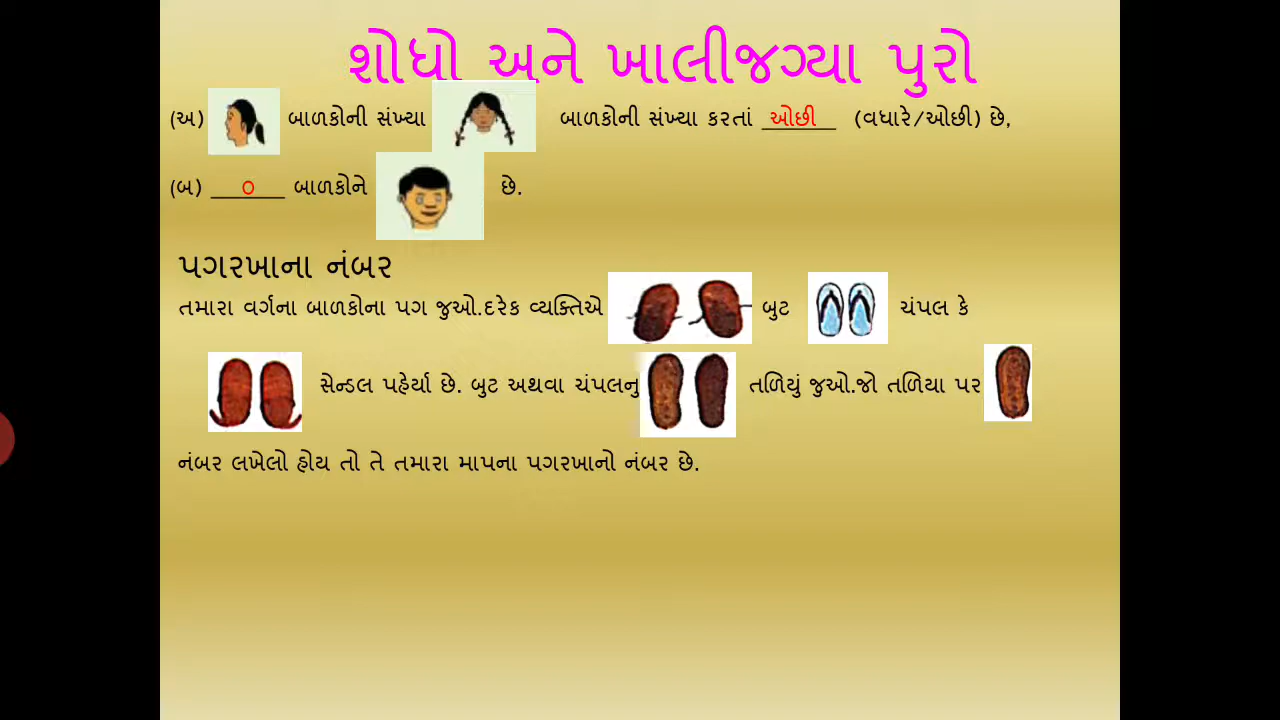 શોધો અને ખાલીજગ્યા પુરો
(અ) બાળકોની સંખ્યા બાળકોની સંખ્યા કરતાં ઓછી (વધારે/ઓછી) છે,
(બ) ૦ બાળકોને છે.
પગરખાના નંબર
તમારા વર્ગના બાળકોના પગ જુઓ.દરેક વ્યક્તિએ બુટ ચંપલ કે
સેન્ડલ પહેર્યા છે. બુટ અથવા ચંપલનુ તળિયું જુઓ.જો તળિયા પર
નંબર લખેલો હોય તો તે તમારા માપના પગરખાનો નંબર છે.